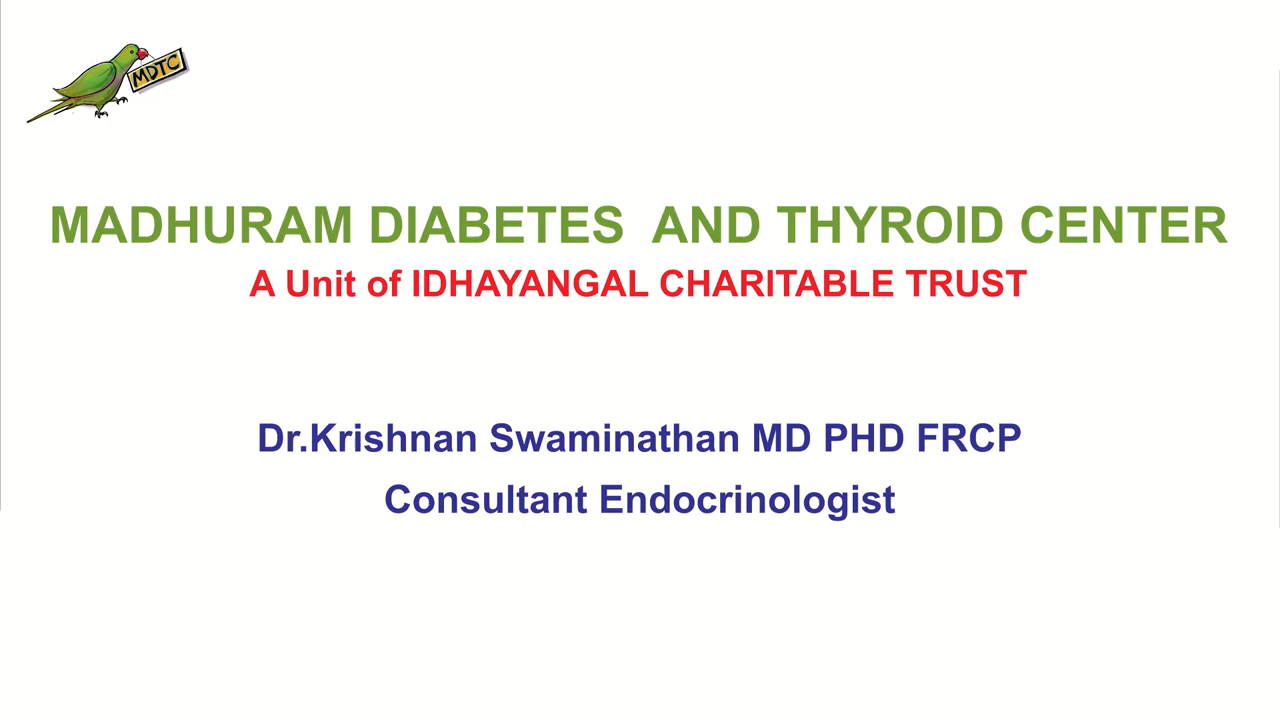 MDTC
MADHURAM DIABETES AND THYROID CENTER
A Unit of IDHAYANGAL CHARITABLE TRUST
Dr.Krishnan Swaminathan MD PHD FRCP
Consultant Endocrinologist